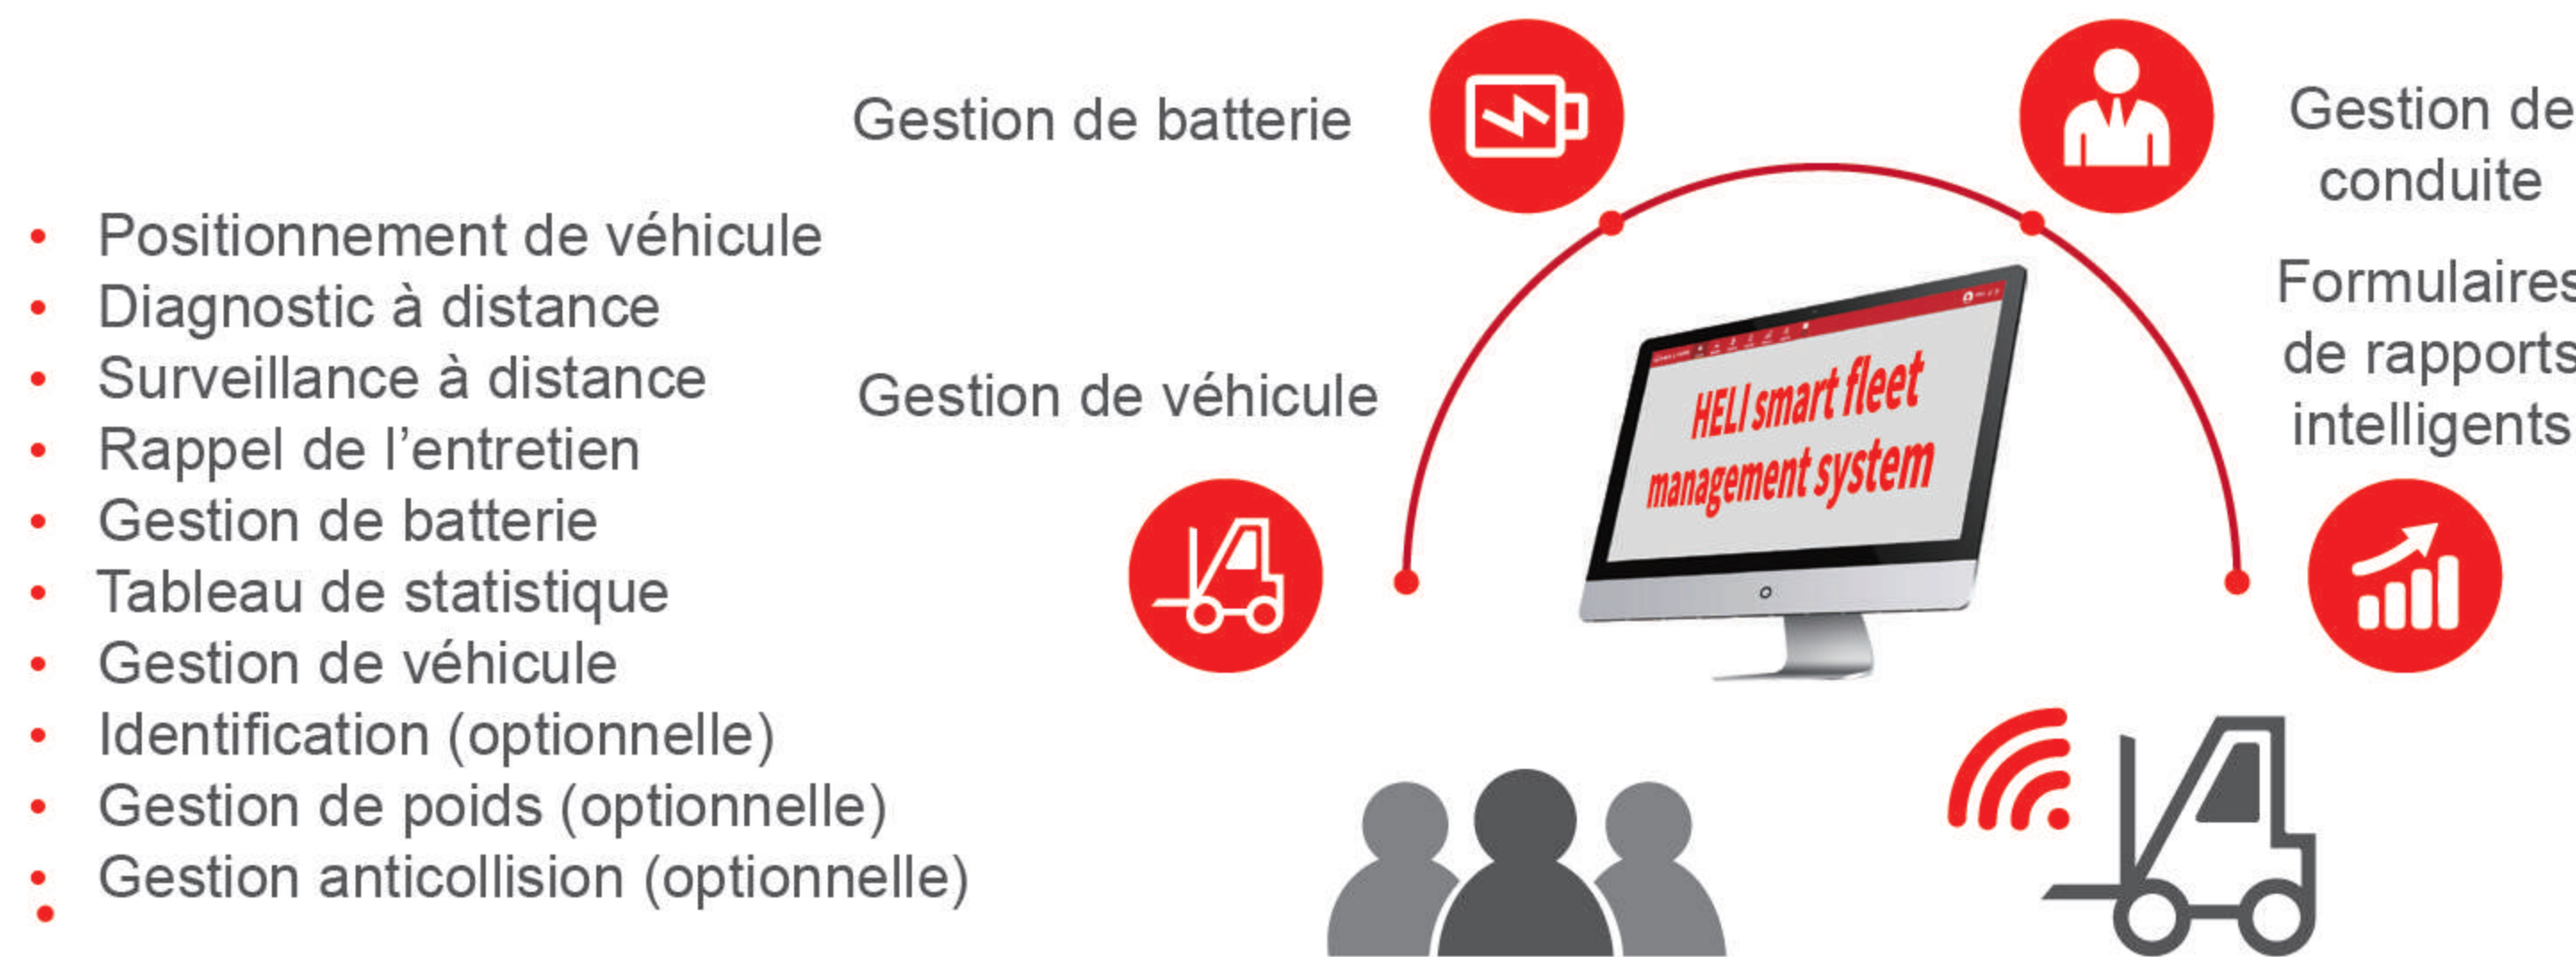 Gestion de batterie
Gestion de
conduite
• Positionnement de véhicule
• Diagnostic à distance
• Surveillance à distance
• Rappel de l’entretien
• Gestion de batterie
• Tableau de statistique
• Gestion de véhicule
• Identification (optionnelle)
• Gestion de poids (optionnelle)
• Gestion anticollision (optionnelle)
•
Gestion de véhicule
Formulaires
de rapports
intelligents
HELI smart fleet
management system